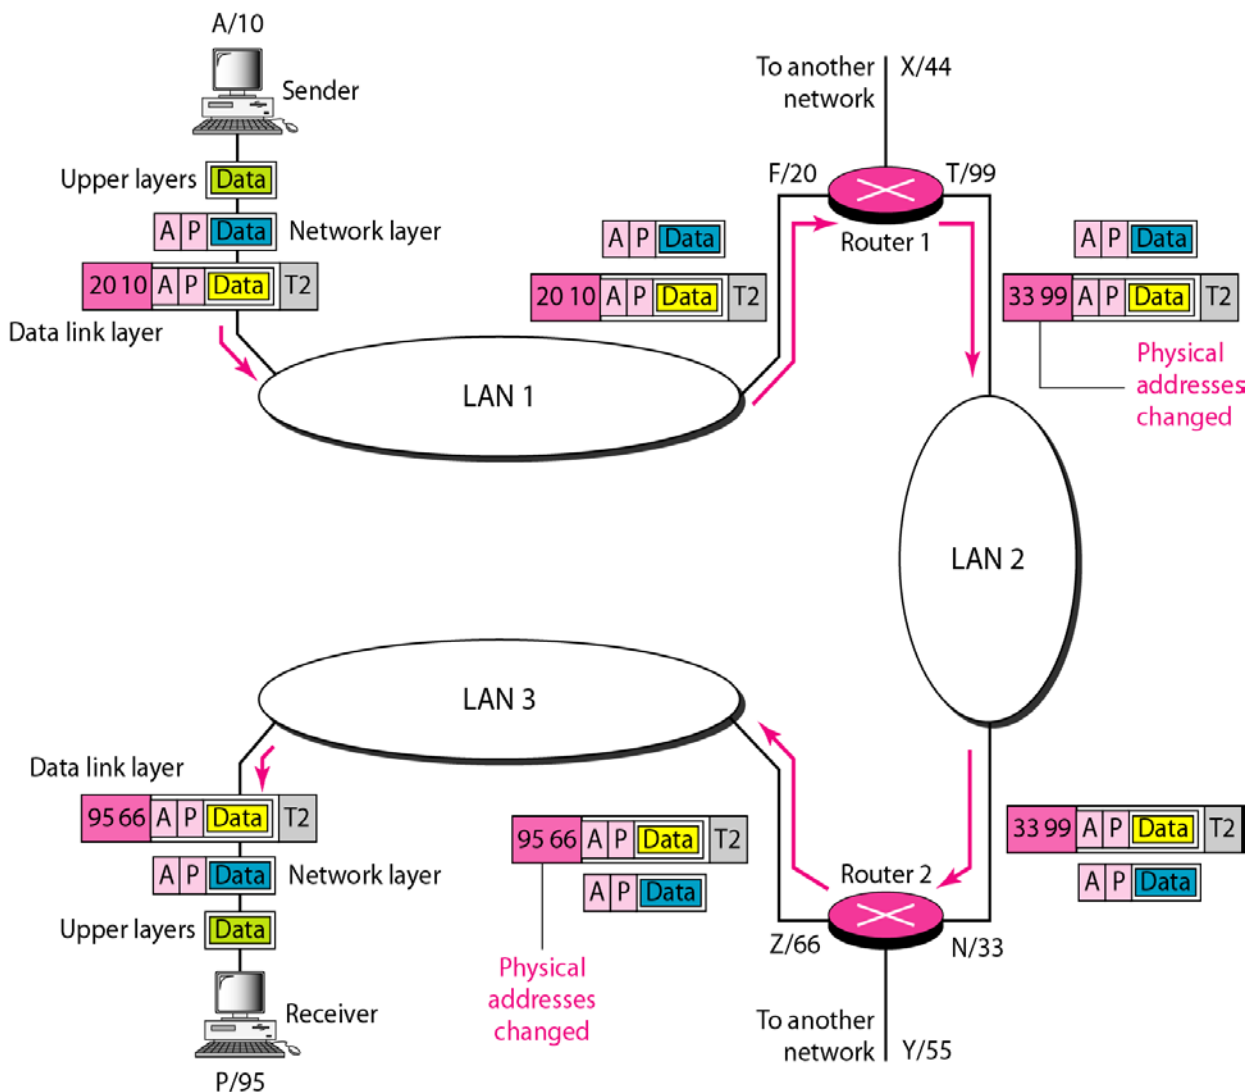 A/10
Sender
To another
network
X/44
Upper layers
Data
F/20
T/99
A P Data
Network layer
Router 1
A P Data
A P Data
20 10 A P Data T2
Data link layer
20 10 A P Data T2
33 99 A P Data T2
Physical
addresses
changed
LAN 1
LAN 2
LAN 3
Data link layer
95 66 A P Data T2
A P Data
Network layer
Upper layers
Data
Receiver
P/95
95 66 A P Data T2
A P Data
Physical
addresses
changed
Router 2
Z/66
N/33
33 99 A P Data T2
A P Data
To another
network
Y/55